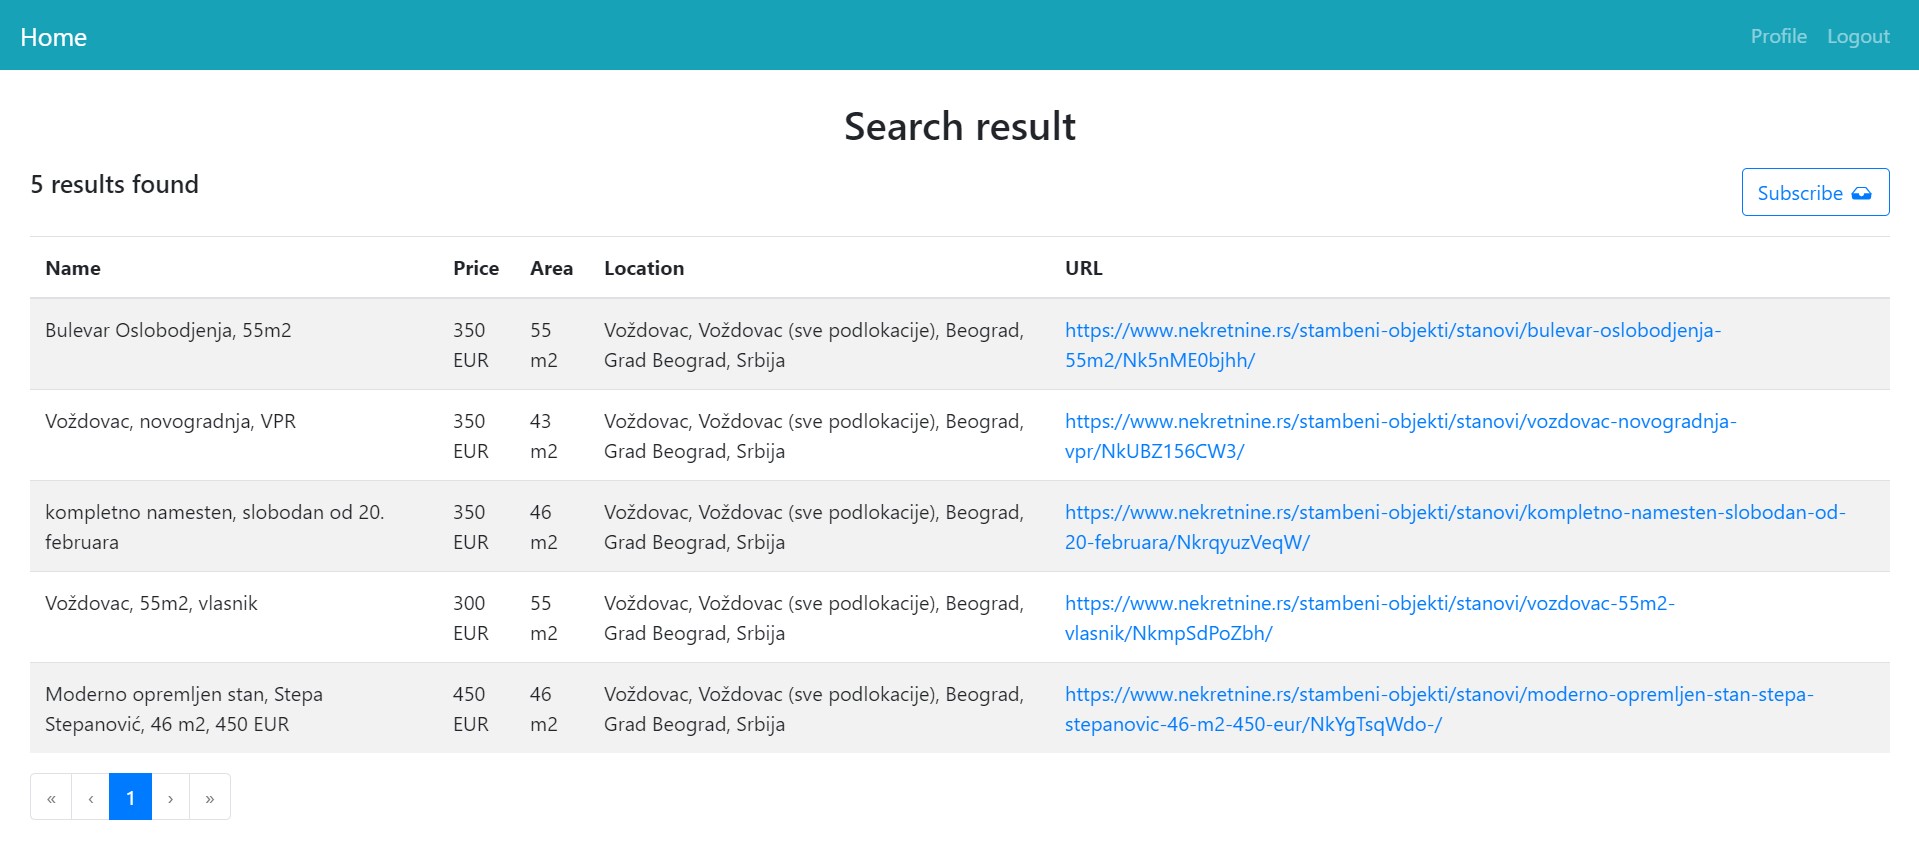 Home
Profile Logout
Search result
5 results found
Subscribe
Name Price Area Location URL
Bulevar Oslobodjenja, 55m2 350 55 Voždovac, Voždovac (sve podlokacije), Beograd, https://www.nekretnine.rs/stambeni-objekti/stanovi/bulevar-oslobodjenja-
EUR m2 Grad Beograd, Srbija 55m2/Nk5nME0bjhh/
Voždovac, novogradnja, VPR 350 43 Voždovac, Voždovac (sve podlokacije), Beograd, https://www.nekretnine.rs/stambeni-objekti/stanovi/vozdovac-novogradnja-
EUR m2 Grad Beograd, Srbija vpr/NkUBZ156CW3/
kompletno namesten, slobodan od 20. 350 46 Voždovac, Voždovac (sve podlokacije), Beograd, https://www.nekretnine.rs/stambeni-objekti/stanovi/kompletno-namesten-slobodan-od-
februara EUR m2 Grad Beograd, Srbija 20-februara/NkrqyuzVeqW/
Voždovac, 55m2, vlasnik 300 55 Voždovac, Voždovac (sve podlokacije), Beograd, https://www.nekretnine.rs/stambeni-objekti/stanovi/vozdovac-55m2-
EUR m2 Grad Beograd, Srbija vlasnik/NkmpSdPoZbh/
Moderno opremljen stan, Stepa 450 46 Voždovac, Voždovac (sve podlokacije), Beograd, https://www.nekretnine.rs/stambeni-objekti/stanovi/moderno-opremljen-stan-stepa-
Stepanović, 46 m2, 450 EUR EUR m2 Grad Beograd, Srbija stepanovic-46-m2-450-eur/NkYgTsqWdo-/
« ‹ 1 › »